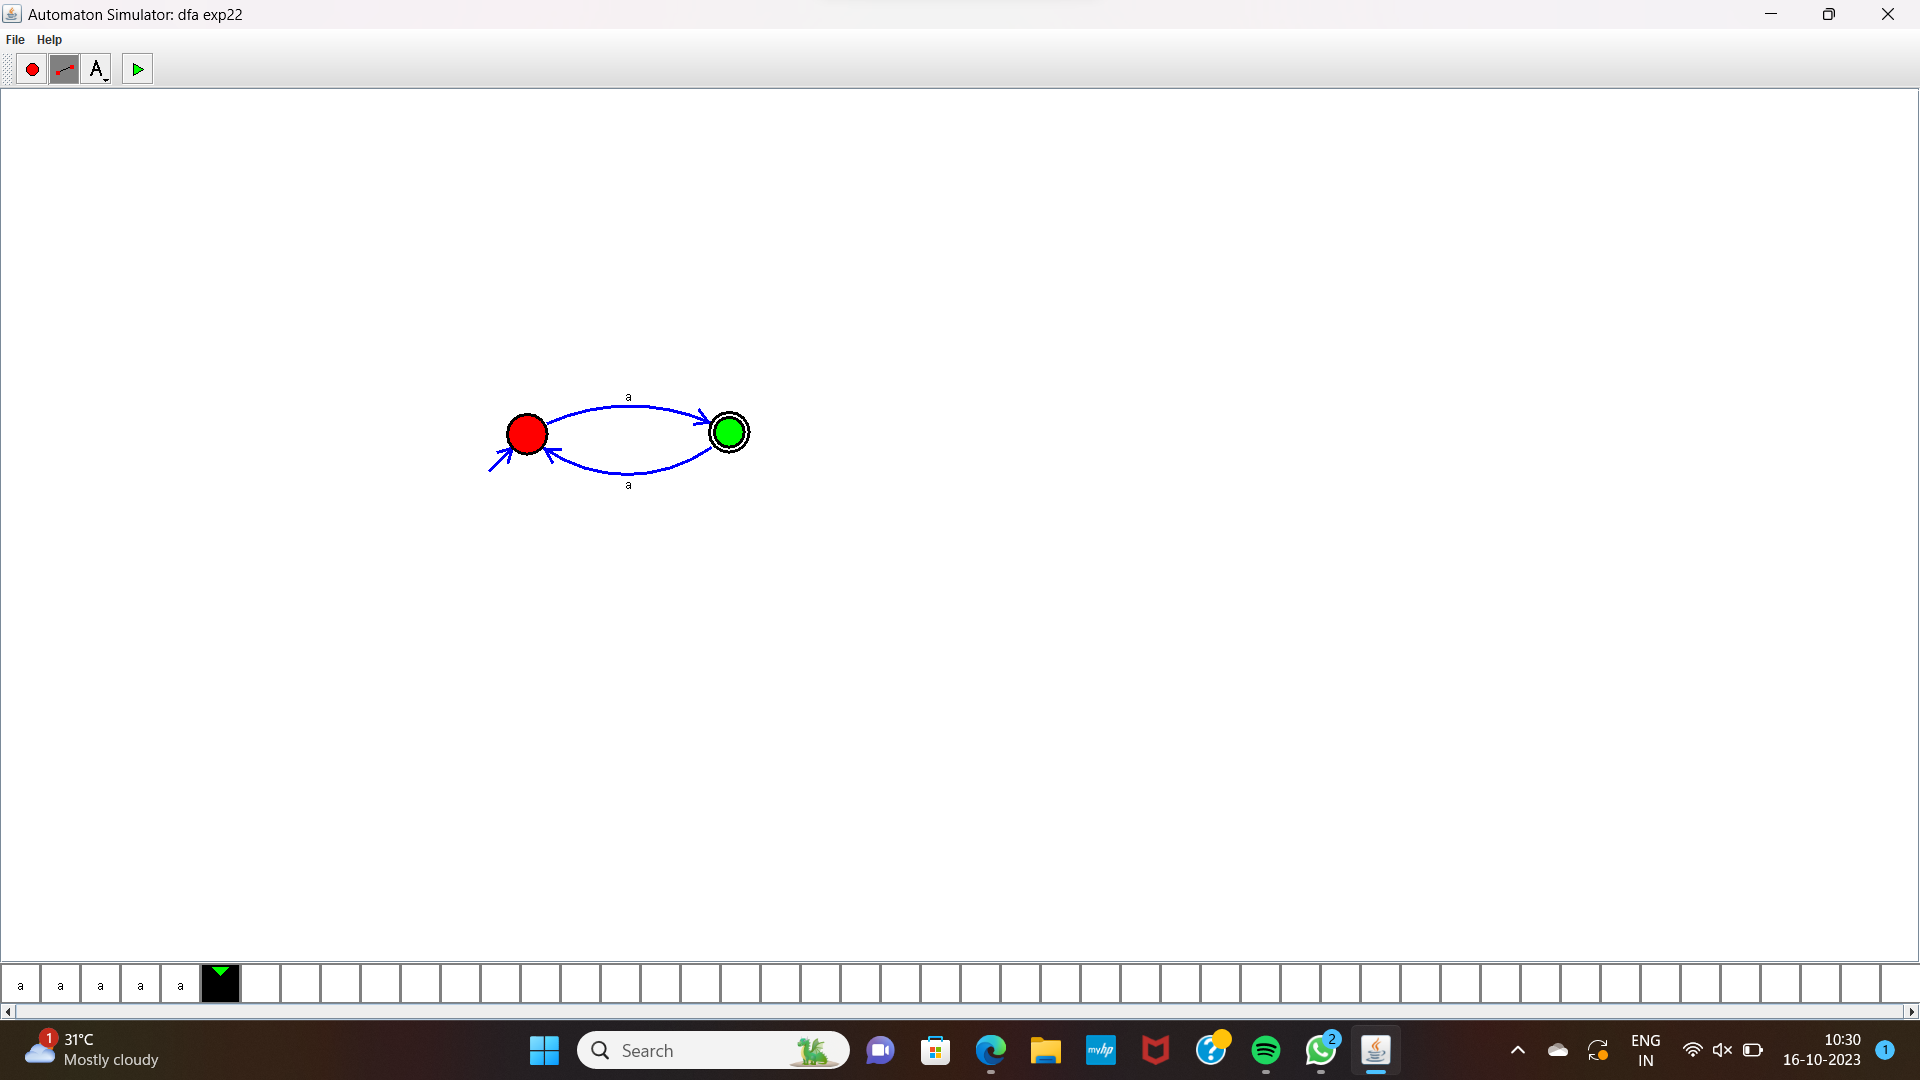 Automaton Simulator: dfa exp22
File Help
A
a
a
a a a a a
1
31°C
Mostly cloudy
Search
myhp
?
2
ENG
IN
10:30
16-10-2023
1